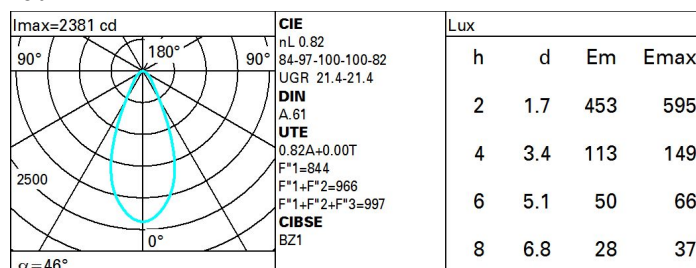 Imax=2381 cd
90° 180° 90°
2500
0°
α=46°
CIE
nL 0.82
84-97-100-100-82
UGR 21.4-21.4
DIN
A.61
UTE
0.82A+0.00T
F"1=844
F"1+F"2=966
F"1+F"2+F"3=997
CIBSE
BZ1
Lux
h d Em Emax
2 1.7 453 595
4 3.4 113 149
6 5.1 50 66
8 6.8 28 37